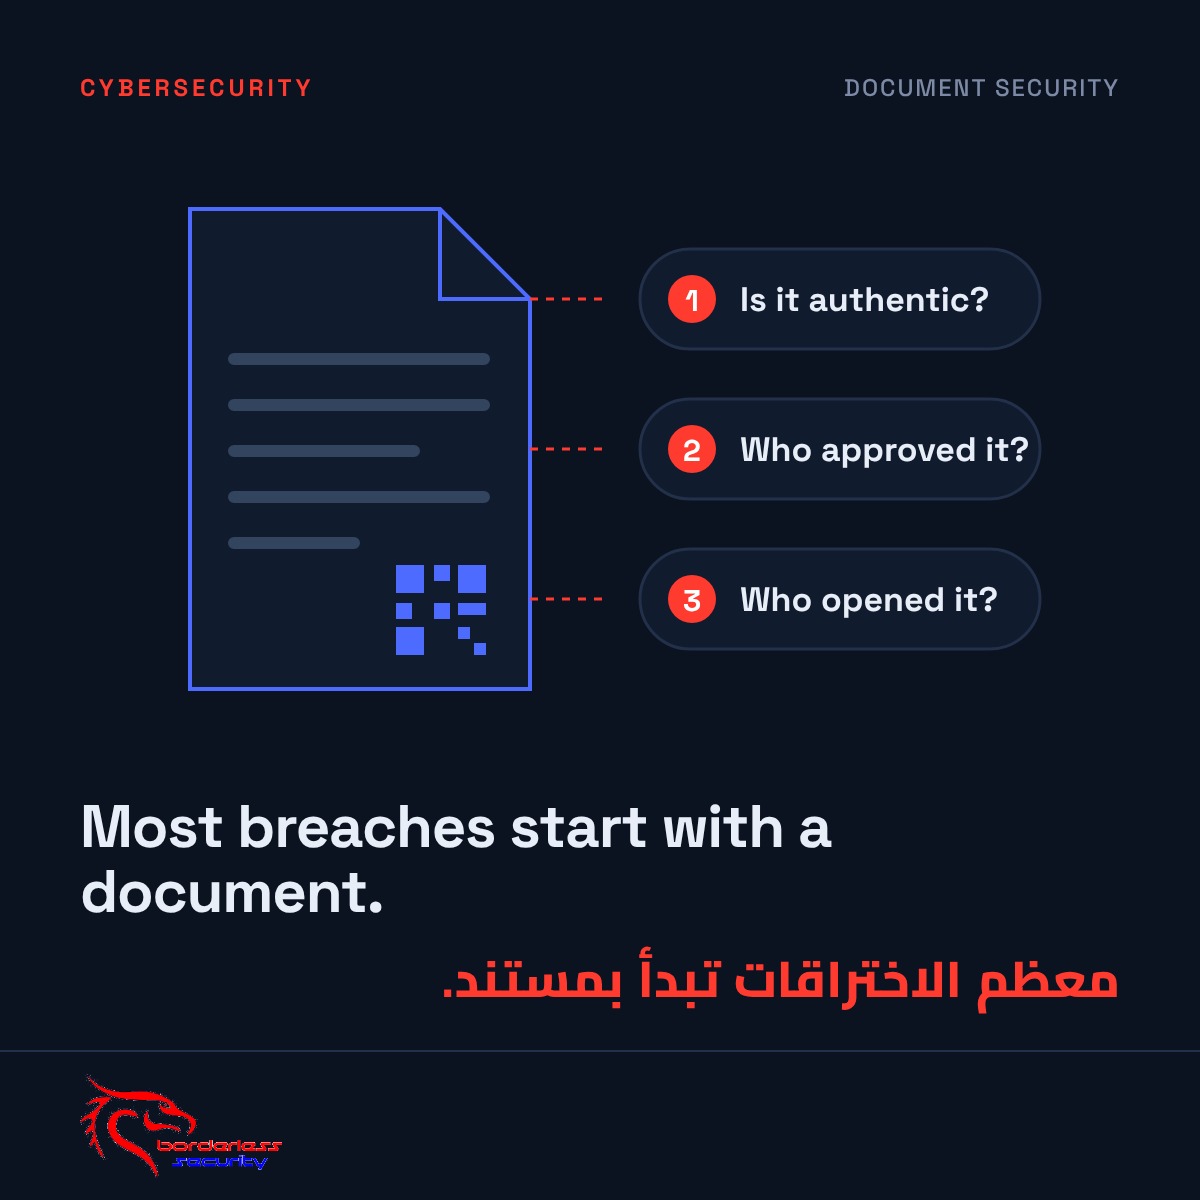 CYBERSECURITY
DOCUMENT SECURITY
1 Is it authentic?
2 Who approved it?
3 Who opened it?
Most breaches start with a
document.
معظم الاختراقات تبدأ بمستند.
borderless
security